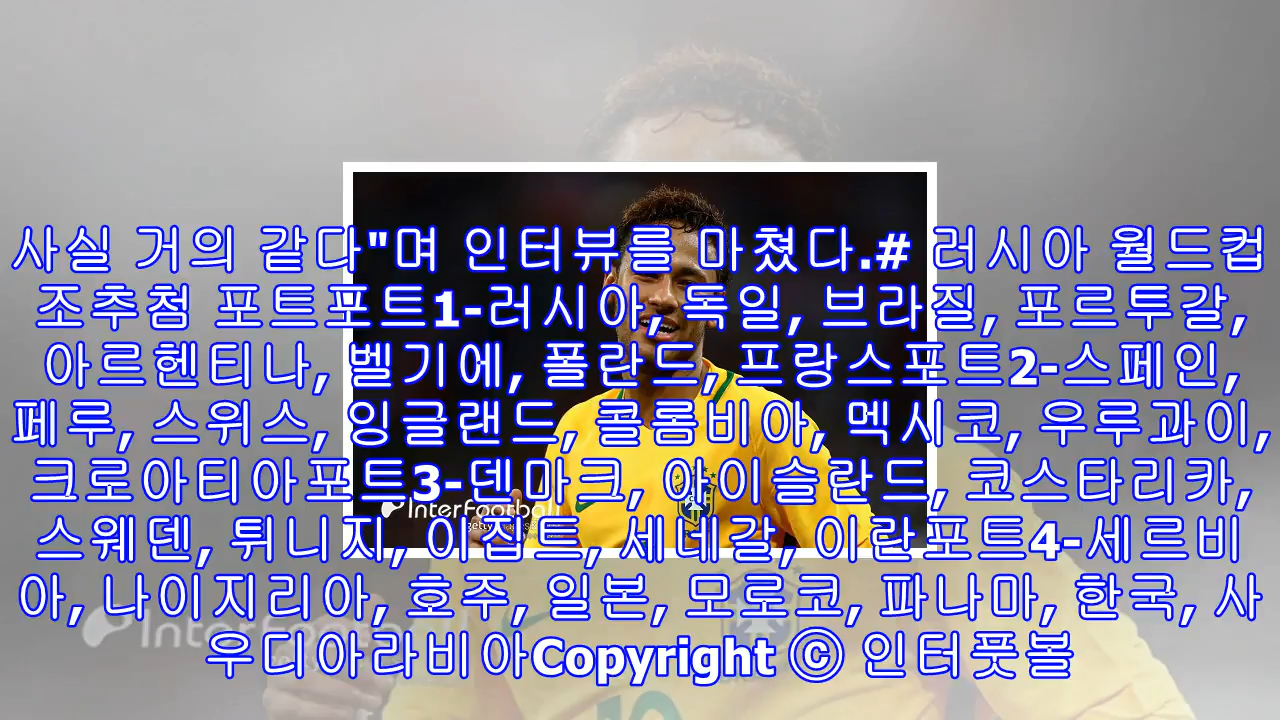 사실 거의 같다"며 인터뷰를 마쳤다.# 러시아 월드컵
조추첨 포트포트1-러시아, 독일, 브라질, 포르투갈,
아르헨티나, 벨기에, 폴란드, 프랑스포트2-스페인,
페루, 스위스, 잉글랜드, 콜롬비아, 멕시코, 우루과이,
크로아티아포트3-덴마크, 아이슬란드, 코스타리카,
InterFootball
스웨덴, 튀니지, 이집트, 세네갈, 이란포트4-세르비
아, 나이지리아, 호주, 일본, 모로코, 파나마, 한국, 사
InterFootball
우디아라비아Copyright ⓒ 인터풋볼